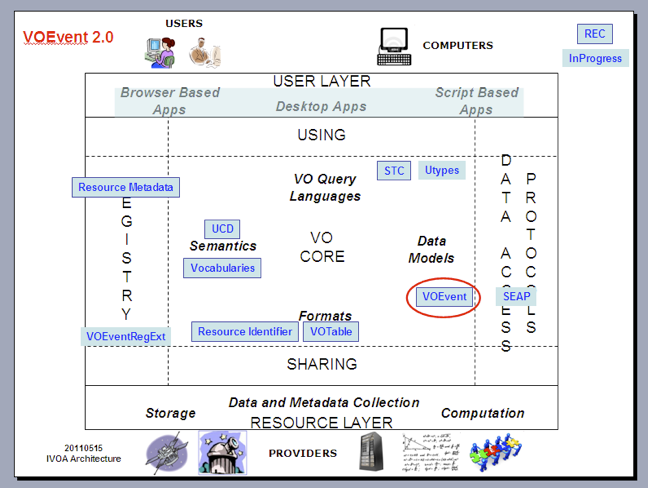 VOEvent 2.0
USERS
COMPUTERS
REC
InProgress
USER LAYER
Browser Based
Apps
Desktop Apps
Script Based
Apps
USING
Resource Metadata
EGISTRY
VOEventRegExt
STC
Utypes
VO Query
Languages
UCD
Semantics
Vocabularies
VO
CORE
Data
Models
VOEvent
Formats
Resource Identifier
VOTable
DATA ACCESS
PROTOCOLS
SEAP
SHARING
Data and Metadata Collection
Storage
Computation
RESOURCE LAYER
20110515
IVOA Architecture
PROVIDERS